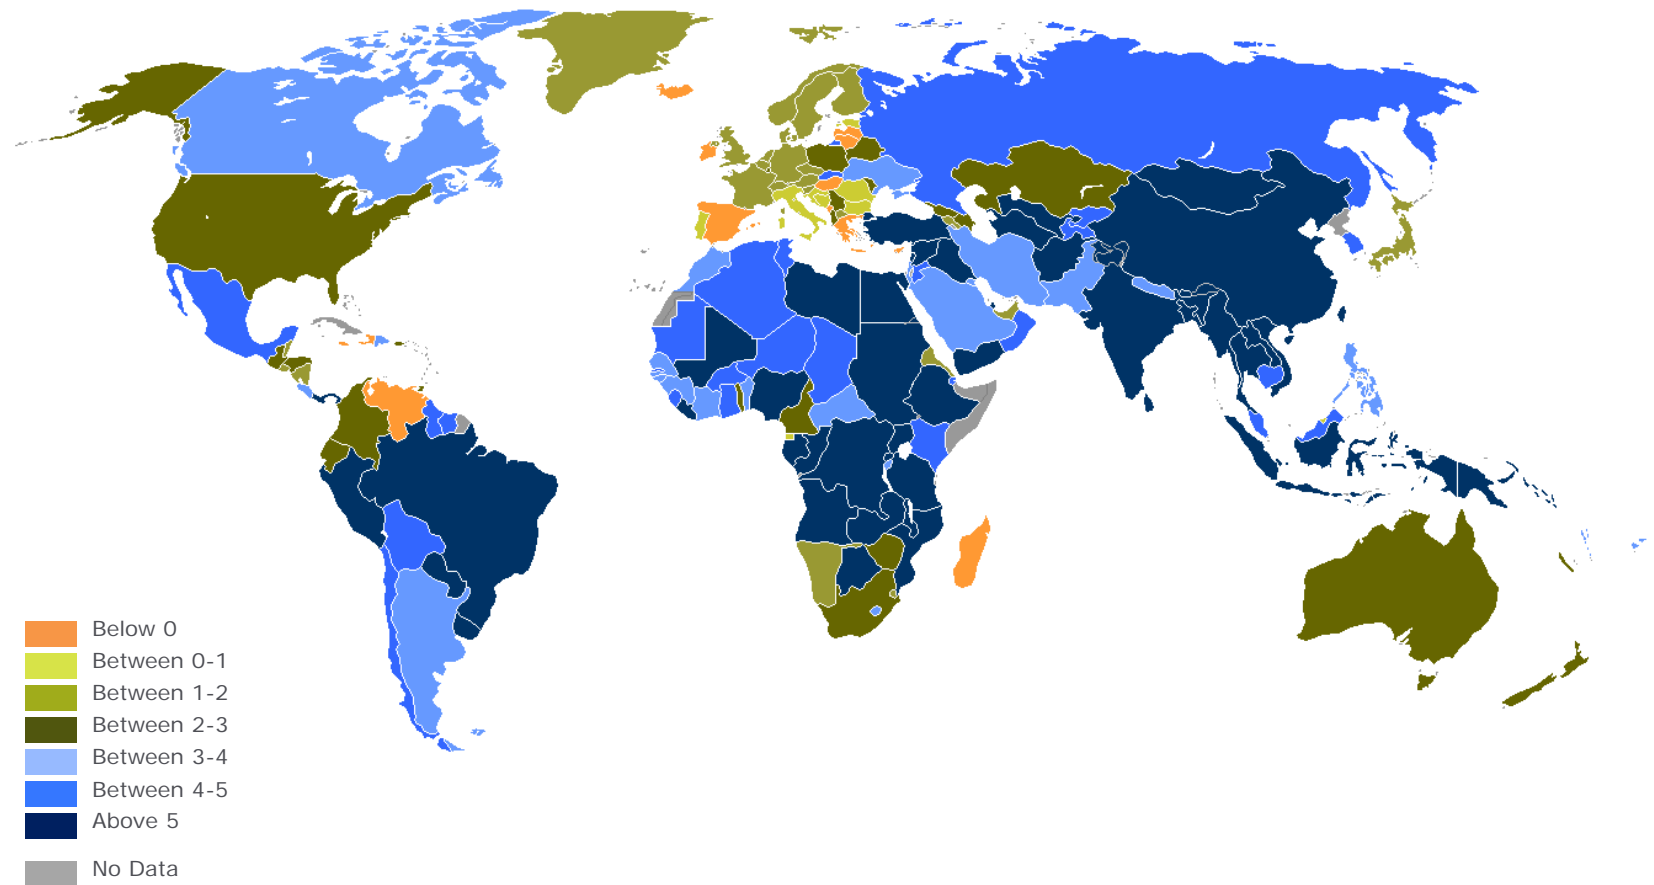 Below 0
Between 0-1
Between 1-2
Between 2-3
Between 3-4
Between 4-5
Above 5
No Data